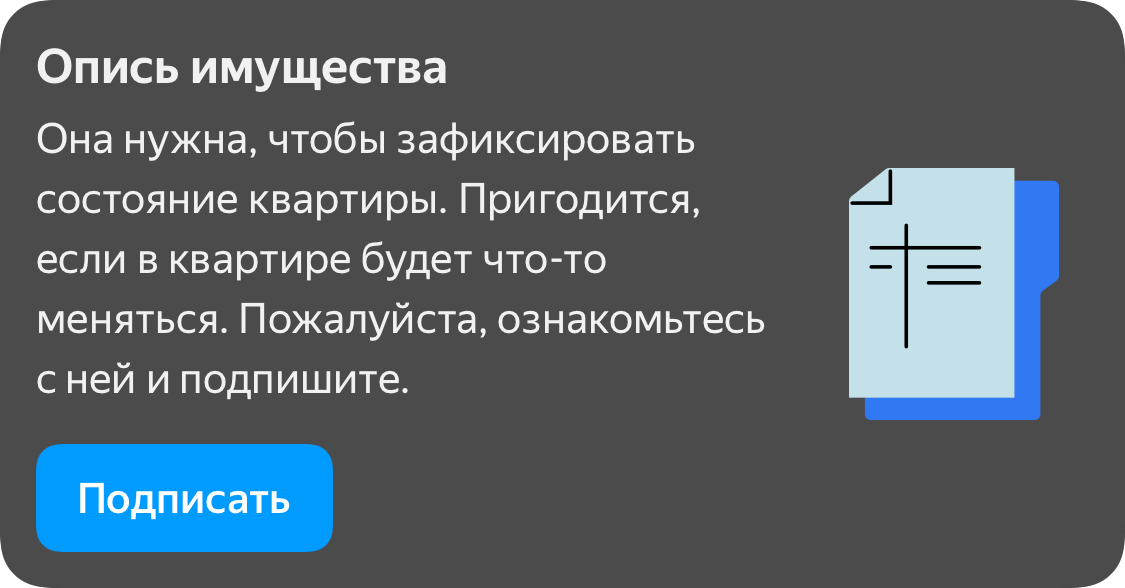 Опись имущества
Она нужна, чтобы зафиксировать
состояние квартиры. Пригодится,
если в квартире будет что-то
меняться. Пожалуйста, ознакомьтесь
с ней и подпишите.
Подписать